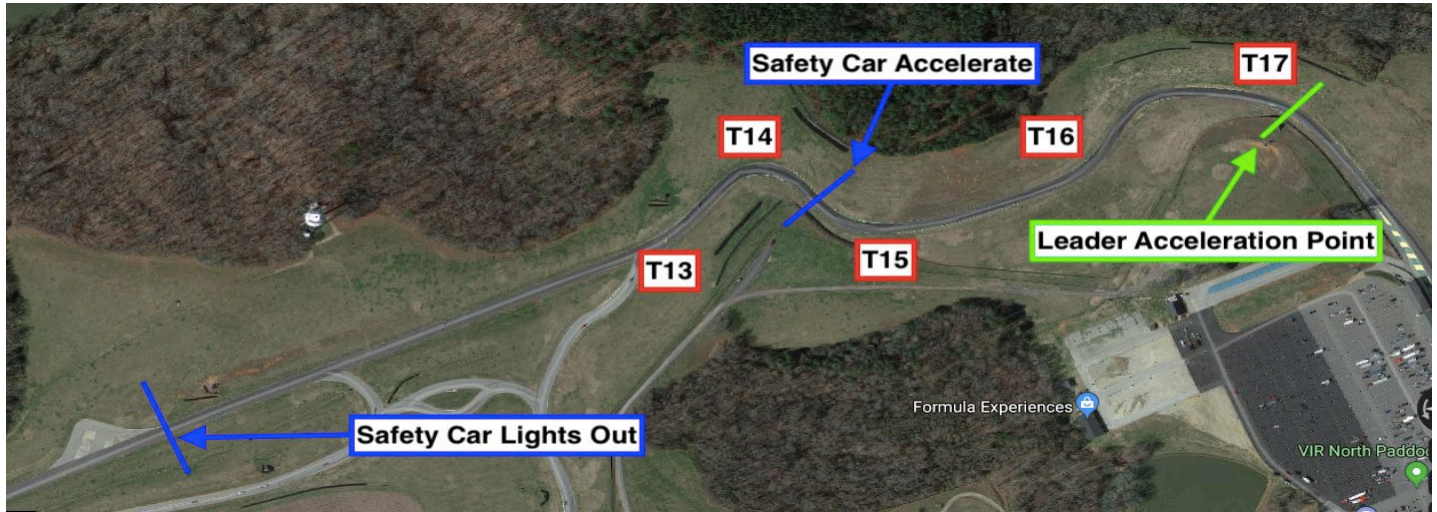 Safety Car Accelerate
T17
T14
T16
Leader Acceleration Point
T13
T15
Formula Experiences
Safety Car Lights Out
VIR North Paddoc